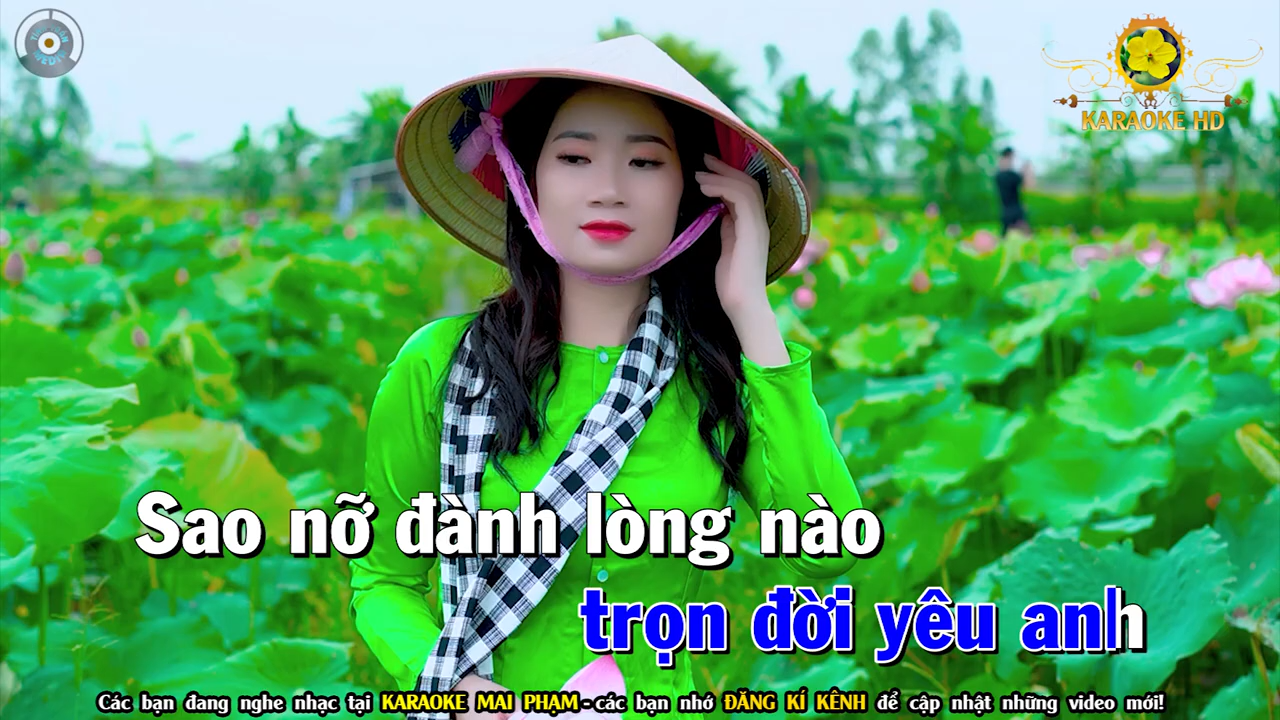 KARAOKE HD
Sao nỡ đành lòng nào
trọn đời yêu anh
Các bạn đang nghe nhạc tại KARAOKE MAI PHẠM - các bạn nhớ ĐĂNG KÍ KÊNH để cập nhật những video mới!